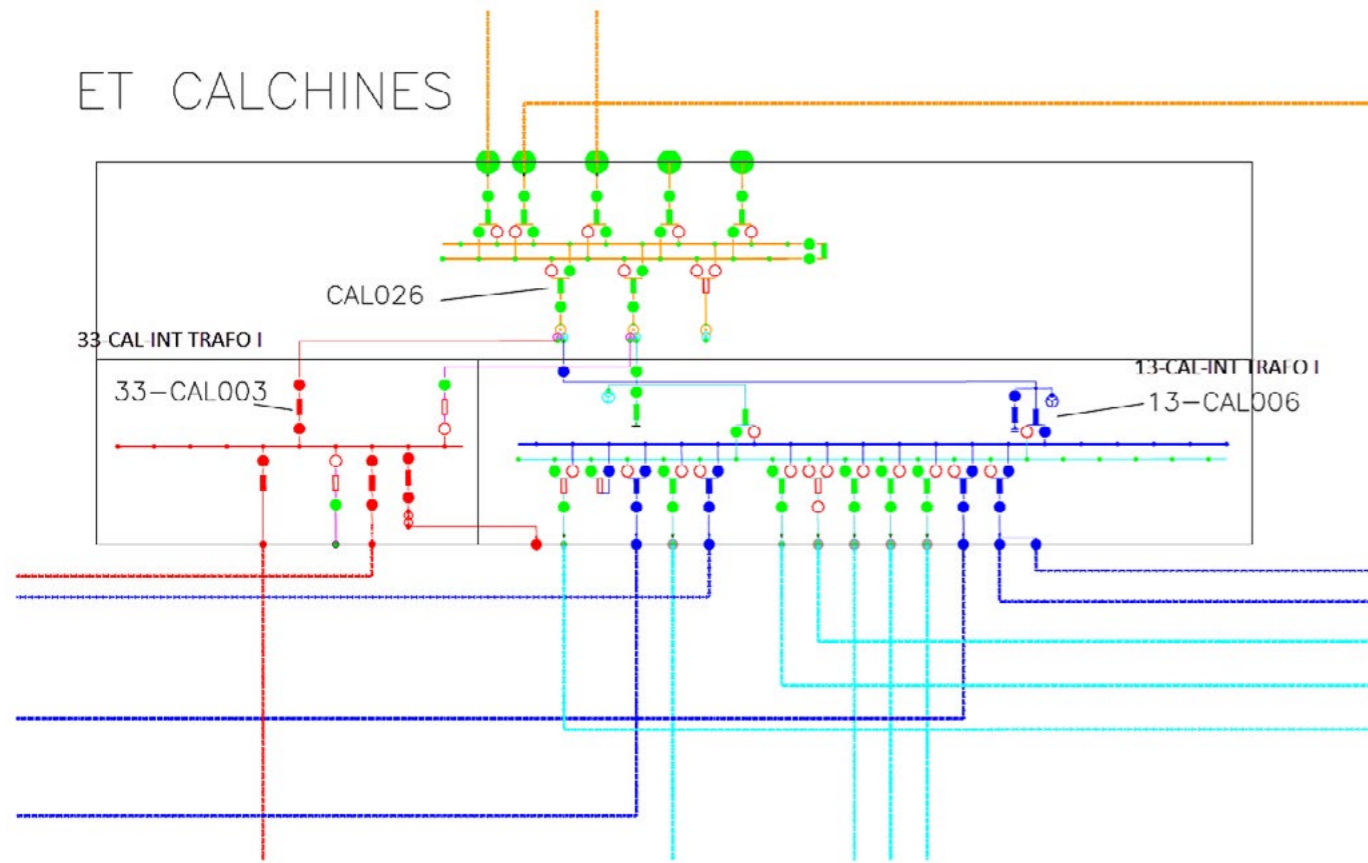 ET CALCHINES
CAL026
33-CAL-INT TRAFO I
13-CAL-INT TRAFO I
33-CAL003
13-CAL006